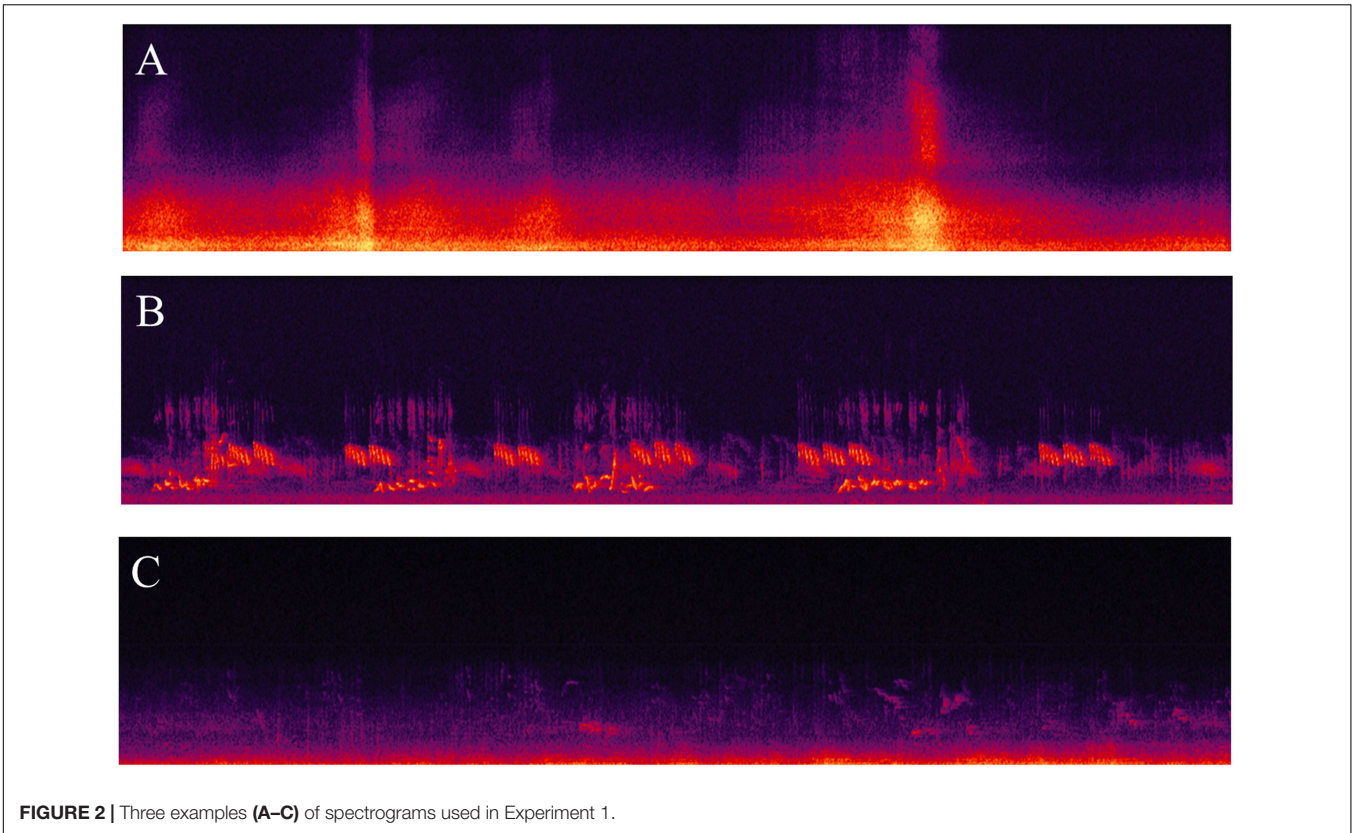 A
B
C
FIGURE 2 | Three examples (A–C) of spectrograms used in Experiment 1.